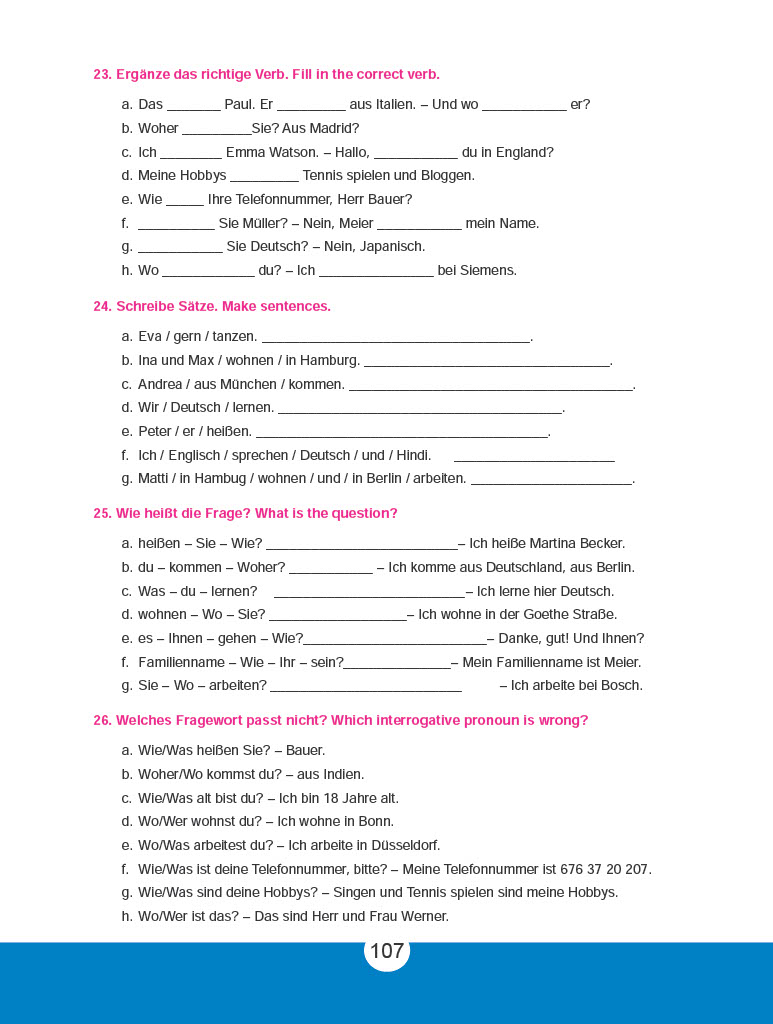 23. Ergänze das richtige Verb. Fill in the correct verb.
a. Das _______ Paul. Er _________ aus Italien. – Und wo ___________ er?
b. Woher _________Sie? Aus Madrid?
c. Ich ________ Emma Watson. – Hallo, ___________ du in England?
d. Meine Hobbys _________ Tennis spielen und Bloggen.
e. Wie _____ Ihre Telefonnummer, Herr Bauer?
f. __________ Sie Müller? – Nein, Meier ___________ mein Name.
g. ___________ Sie Deutsch? – Nein, Japanisch.
h. Wo ____________ du? – Ich _______________ bei Siemens.
24. Schreibe Sätze. Make sentences.
a. Eva / gern / tanzen. ___________________________________.
b. Ina und Max / wohnen / in Hamburg. ________________________________.
c. Andrea / aus München / kommen. _____________________________________.
d. Wir / Deutsch / lernen. _____________________________________.
e. Peter / er / heißen. ______________________________________.
f. Ich / Englisch / sprechen / Deutsch / und / Hindi. _____________________
g. Matti / in Hambug / wohnen / und / in Berlin / arbeiten. _____________________.
25. Wie heißt die Frage? What is the question?
a. heißen – Sie – Wie? _________________________– Ich heiße Martina Becker.
b. du – kommen – Woher? ___________ – Ich komme aus Deutschland, aus Berlin.
c. Was – du – lernen? _________________________– Ich lerne hier Deutsch.
d. wohnen – Wo – Sie? __________________– Ich wohne in der Goethe Straße.
e. es – Ihnen – gehen – Wie?________________________– Danke, gut! Und Ihnen?
f. Familienname – Wie – Ihr – sein?______________– Mein Familienname ist Meier.
g. Sie – Wo – arbeiten? _________________________ – Ich arbeite bei Bosch.
26. Welches Fragewort passt nicht? Which interrogative pronoun is wrong?
a. Wie/Was heißen Sie? – Bauer.
b. Woher/Wo kommst du? – aus Indien.
c. Wie/Was alt bist du? – Ich bin 18 Jahre alt.
d. Wo/Wer wohnst du? – Ich wohne in Bonn.
e. Wo/Was arbeitest du? – Ich arbeite in Düsseldorf.
f. Wie/Was ist deine Telefonnummer, bitte? – Meine Telefonnummer ist 676 37 20 207.
g. Wie/Was sind deine Hobbys? – Singen und Tennis spielen sind meine Hobbys.
h. Wo/Wer ist das? – Das sind Herr und Frau Werner.
107